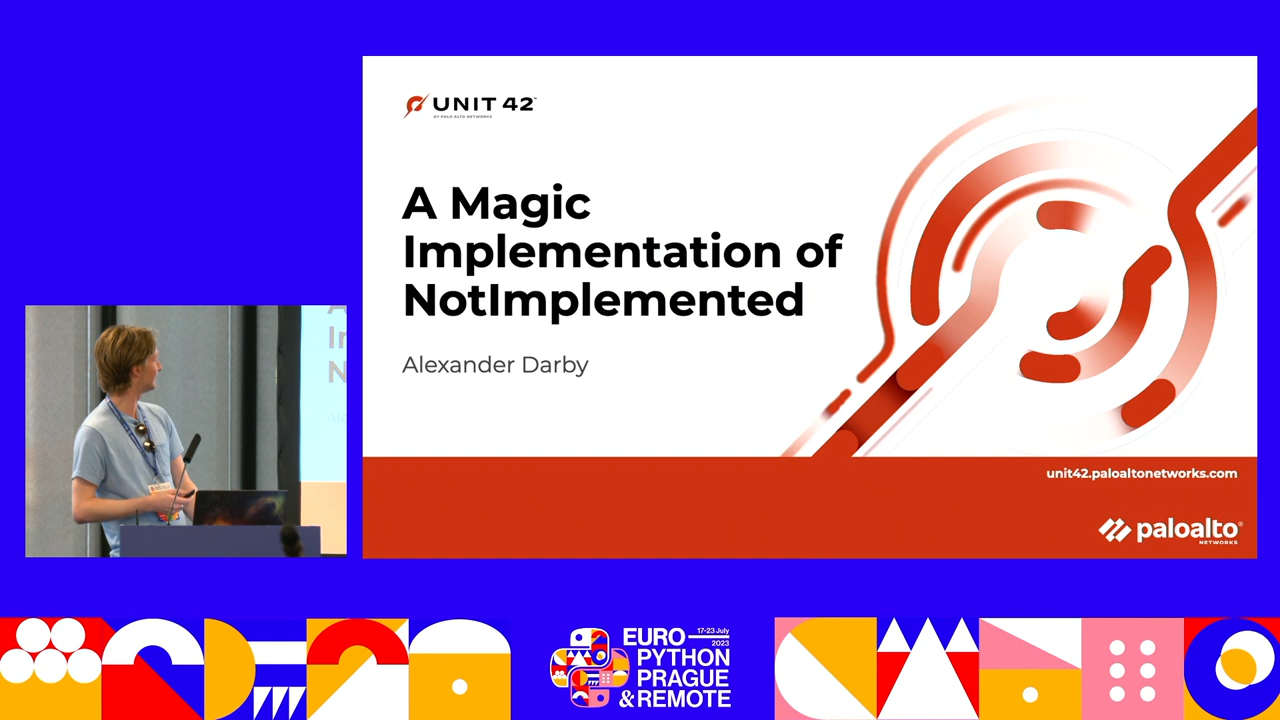 UNIT 42
BY PALO ALTO NETWORKS
A Magic
Implementation of
NotImplemented
Alexander Darby
unit42.paloaltonetworks.com
paloalto
NETWORKS
17-23 July
2023
EURO
PYTHON
PRAGUE
& REMOTE